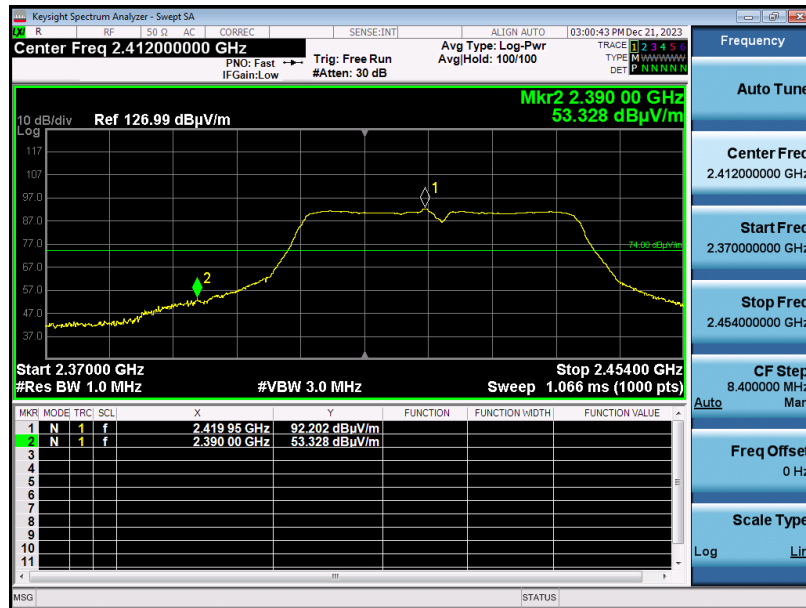 Keysight Spectrum Analyzer - Swept SA
LXI R RF 50 Ω AC CORREC SENSE:INT ALIGN AUTO 03:00:43 PM Dec 21, 2023
Center Freq 2.412000000 GHz
PNO: Fast
IFGain:Low
Trig: Free Run
#Atten: 30 dB
Avg Type: Log-Pwr
Avg|Hold: 100/100
TRACE 1 2 3 4 5 6
TYPE M W W W W W
DET P N N N N N
Mkr2 2.390 00 GHz
53.328 dBµV/m
10 dB/div Ref 126.99 dBµV/m
Log
117
107
97.0
87.0
77.0
67.0
57.0
47.0
37.0
1
2
74.00 dBµV/m
Start 2.37000 GHz Stop 2.45400 GHz
#Res BW 1.0 MHz #VBW 3.0 MHz Sweep 1.066 ms (1000 pts)
MKR MODE TRC SCL X Y FUNCTION FUNCTION WIDTH FUNCTION VALUE
1 N 1 f 2.419 95 GHz 92.202 dBµV/m
2 N 1 f 2.390 00 GHz 53.328 dBµV/m
3
4
5
6
7
8
9
10
11
MSG STATUS
Frequency
Auto Tune
Center Freq
2.412000000 GHz
Start Freq
2.370000000 GHz
Stop Freq
2.454000000 GHz
CF Step
8.400000 MHz
Auto Man
Freq Offset
0 Hz
Scale Type
Log Lin